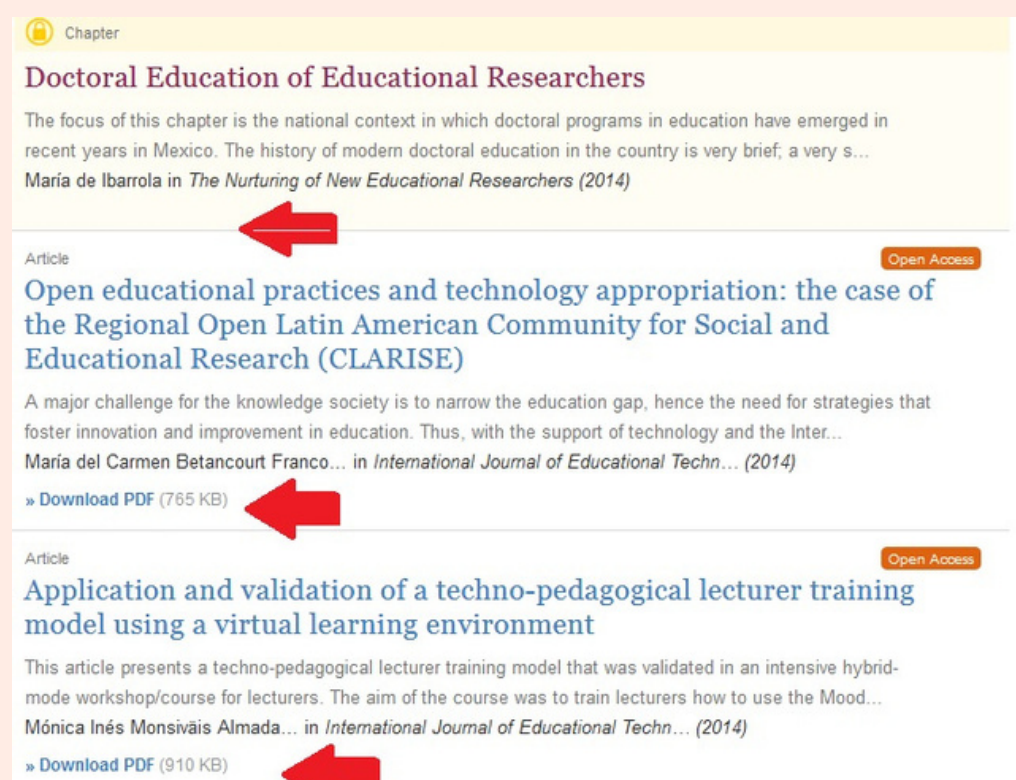 Chapter
Doctoral Education of Educational Researchers
The focus of this chapter is the national context in which doctoral programs in education have emerged in
recent years in Mexico. The history of modern doctoral education in the country is very brief; a very s...
María de Ibarrola in The Nurturing of New Educational Researchers (2014)
Article
Open Access
Open educational practices and technology appropriation: the case of
the Regional Open Latin American Community for Social and
Educational Research (CLARISE)
A major challenge for the knowledge society is to narrow the education gap, hence the need for strategies that
foster innovation and improvement in education. Thus, with the support of technology and the Inter...
María del Carmen Betancourt Franco... in International Journal of Educational Techn... (2014)
» Download PDF (765 KB)
Article
Open Access
Application and validation of a techno-pedagogical lecturer training
model using a virtual learning environment
This article presents a techno-pedagogical lecturer training model that was validated in an intensive hybrid-
mode workshop/course for lecturers. The aim of the course was to train lecturers how to use the Mood...
Mónica Inés Monsiváis Almada... in International Journal of Educational Techn... (2014)
» Download PDF (910 KB)